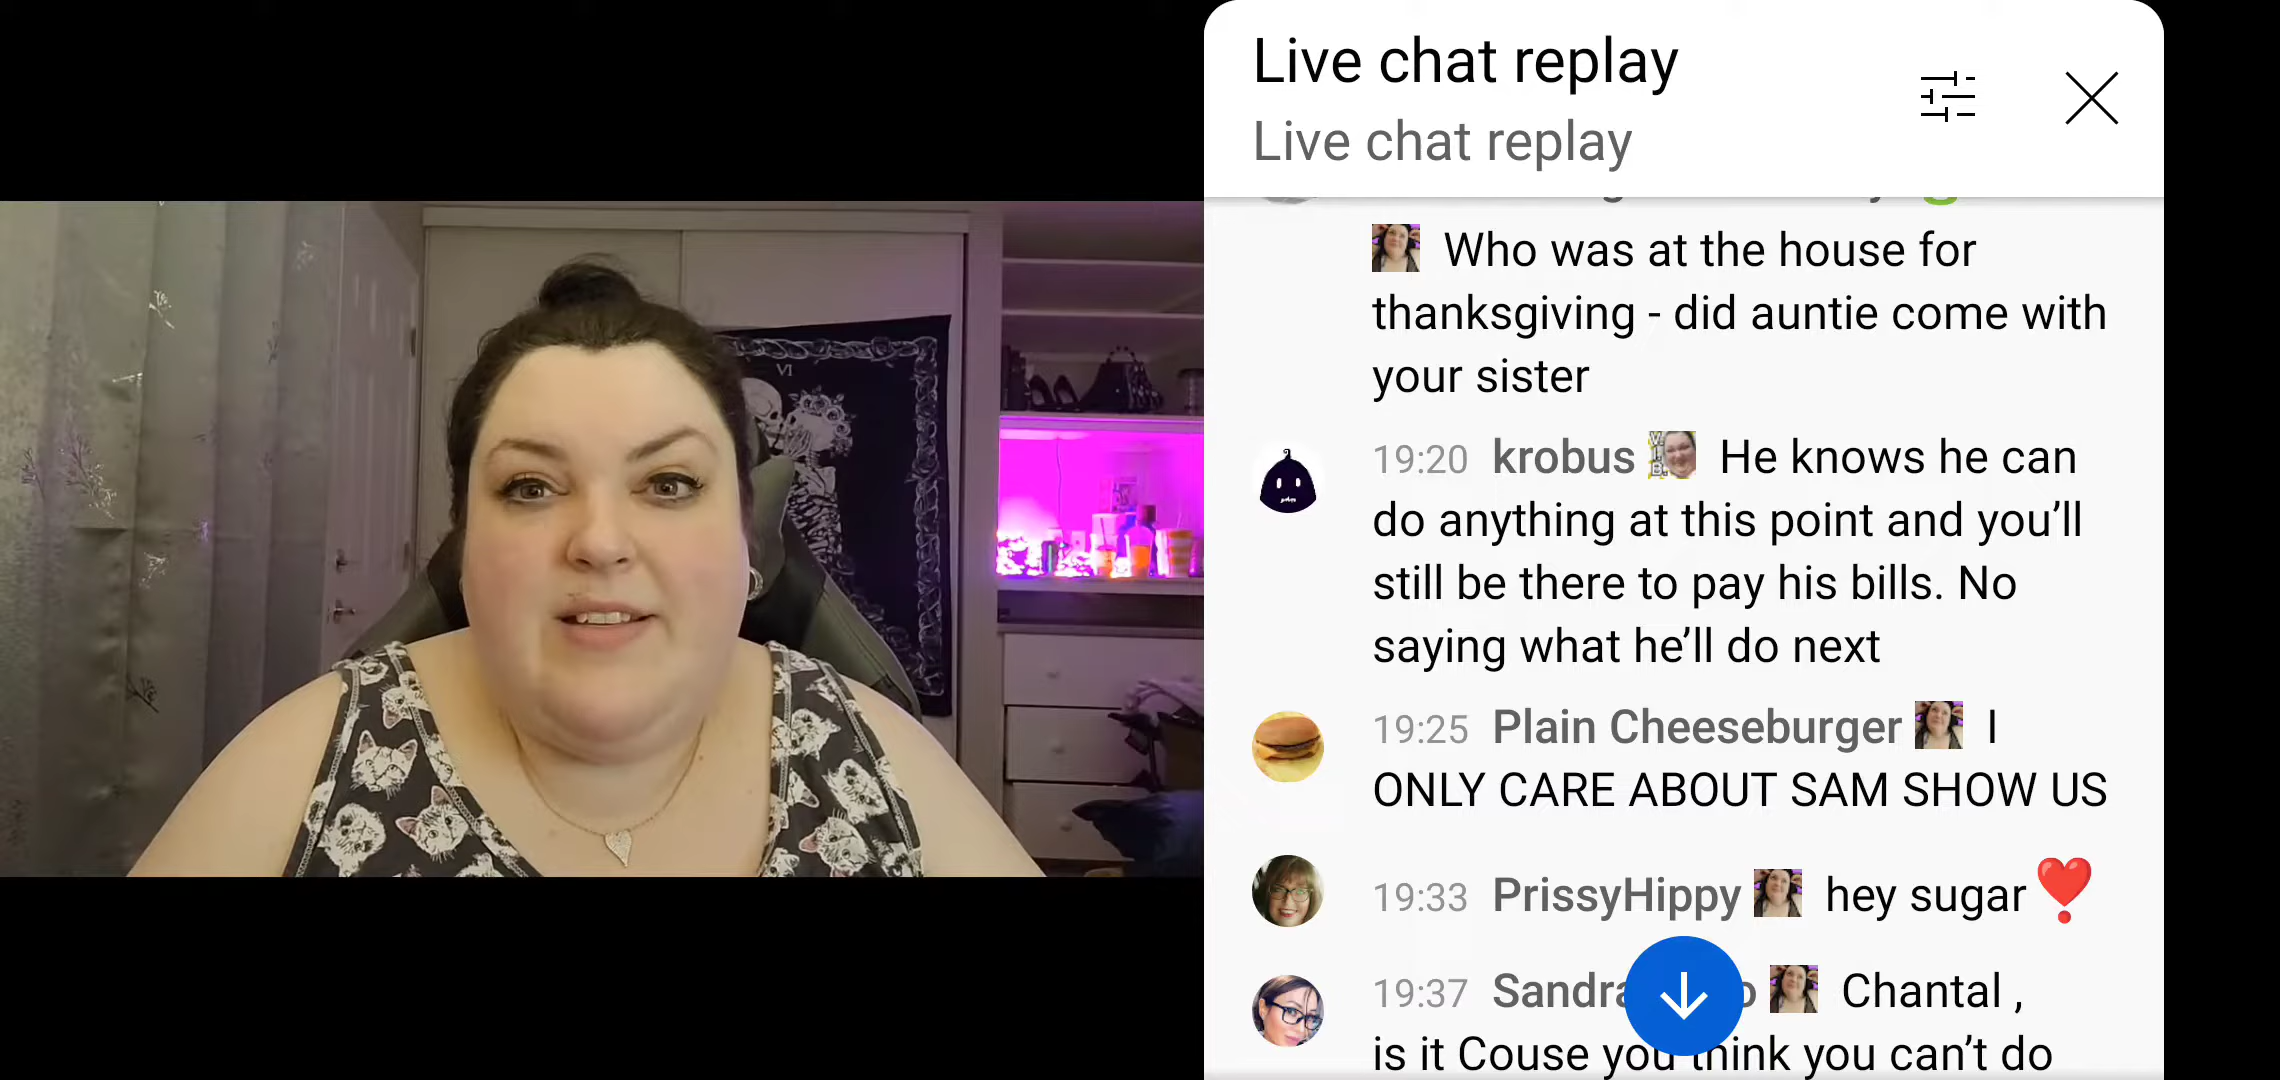 Live chat replay
Live chat replay
Who was at the house for
thanksgiving - did auntie come with
your sister
19:20 krobus He knows he can
do anything at this point and you’ll
still be there to pay his bills. No
saying what he’ll do next
19:25 Plain Cheeseburger I
ONLY CARE ABOUT SAM SHOW US
19:33 PrissyHippy hey sugar
19:37 Chantal ,
is it Couse you think you can’t do
VI